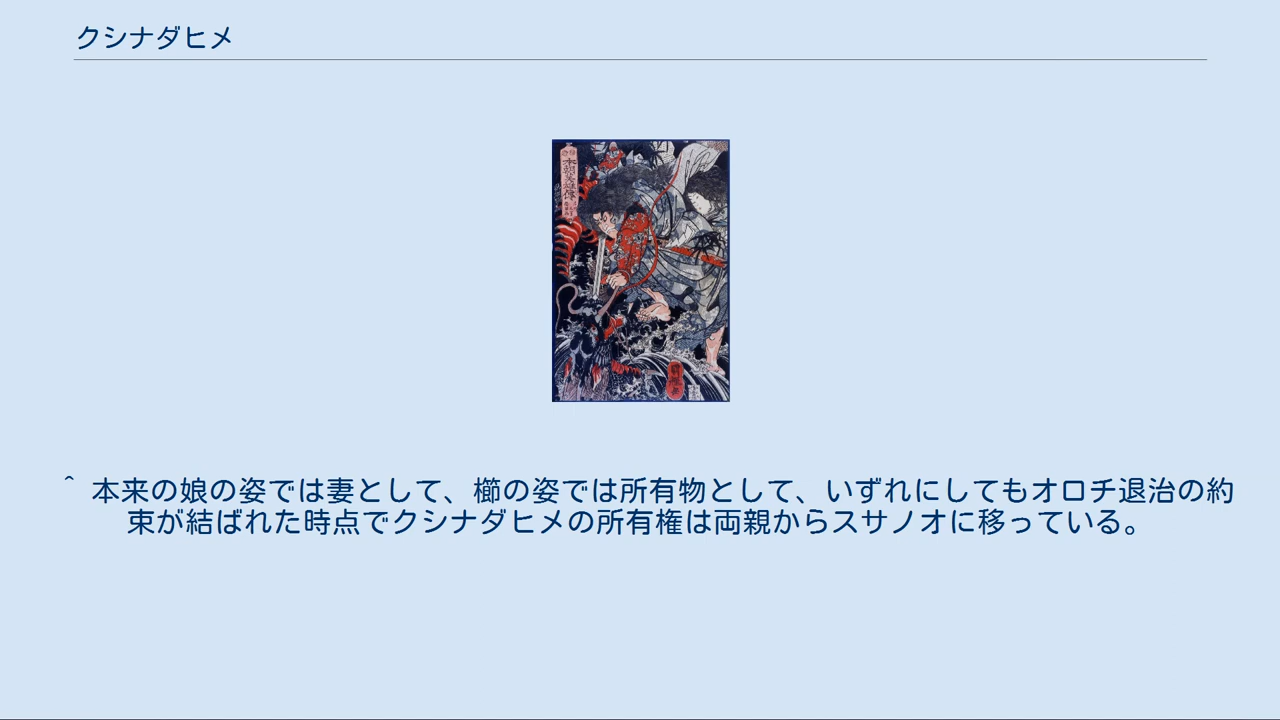 クシナダヒメ
^ 本来の娘の姿では妻として、櫛の姿では所有物として、いずれにしてもオロチ退治の約
束が結ばれた時点でクシナダヒメの所有権は両親からスサノオに移っている。